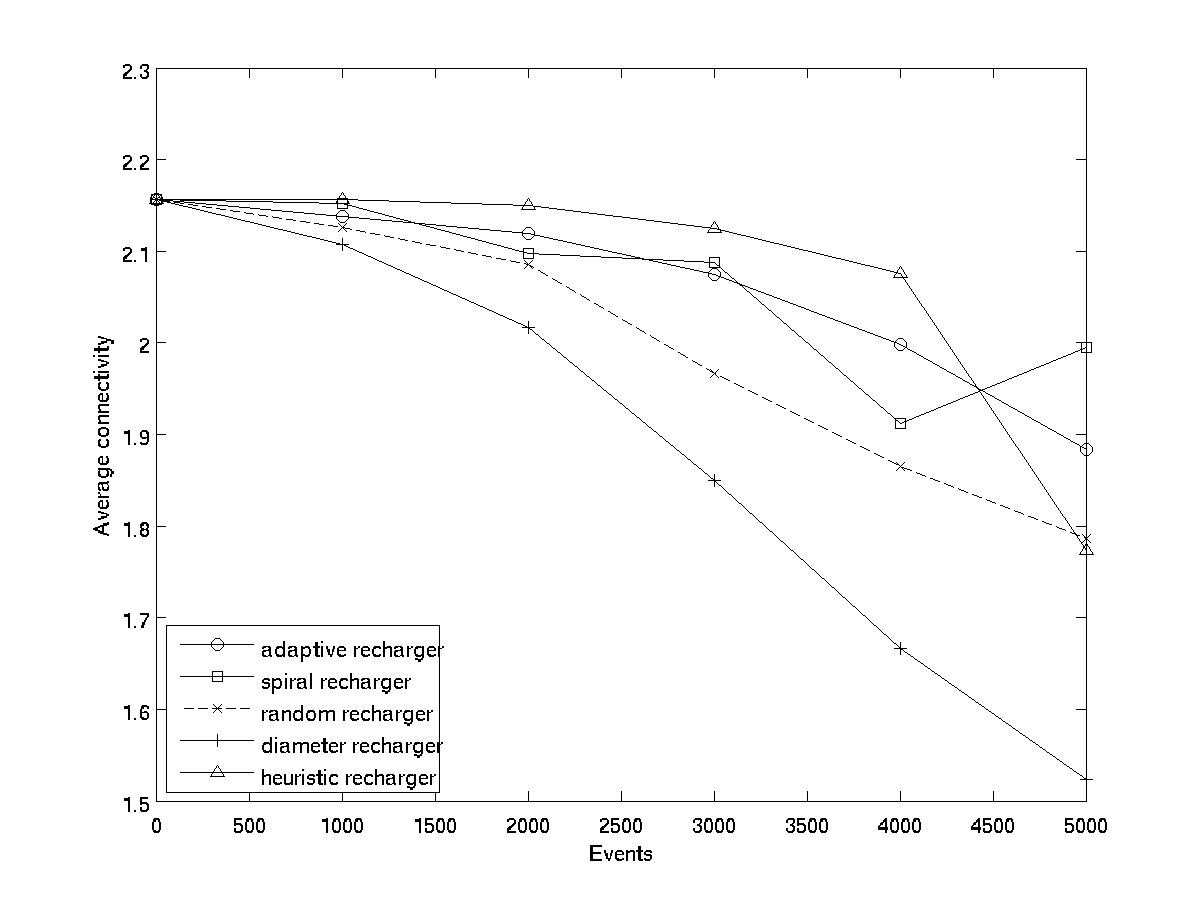 2.3
2.2
2.1
2
1.9
1.8
1.7
1.6
1.5
Average connectivity
adaptive recharger
spiral recharger
random recharger
diameter recharger
heuristic recharger
0 500 1000 1500 2000 2500 3000 3500 4000 4500 5000
Events